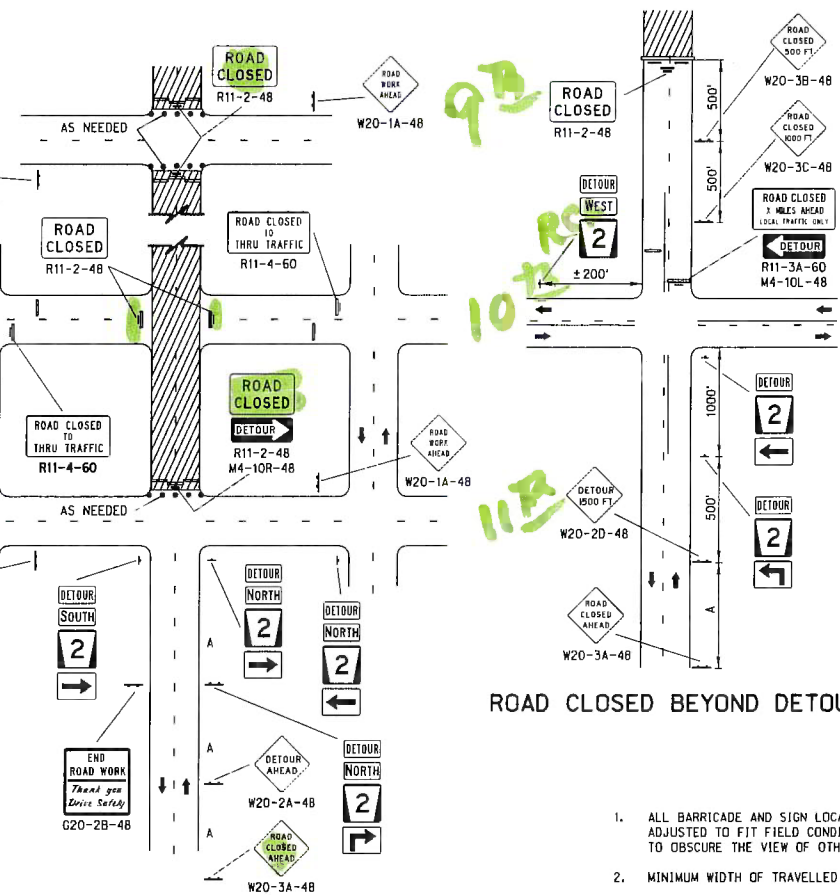 ROAD
CLOSED
R11-2-48
ROAD
WORK
AHEAD
W20-1A-48
AS NEEDED
ROAD
CLOSED
R11-2-48
ROAD CLOSED
TO
THRU TRAFFIC
R11-4-60
ROAD CLOSED
TO
THRU TRAFFIC
R11-4-60
ROAD
CLOSED
DETOUR
R11-2-48
M4-10R-48
ROAD
WORK
AHEAD
W20-1A-48
AS NEEDED
DETOUR
SOUTH
2
DETOUR
NORTH
2
DETOUR
NORTH
2
A
A
A
END
ROAD WORK
Thank you
Drive Safely
G20-2B-48
DETOUR
AHEAD
W20-2A-48
DETOUR
NORTH
2
ROAD
CLOSED
AHEAD
W20-3A-48
ROAD
CLOSED
500 FT
W20-3B-48
9
ROAD
CLOSED
R11-2-48
500'
ROAD
CLOSED
1000 FT
W20-3C-48
500'
DETOUR
WEST
2
±200'
10
ROAD CLOSED
X MILES AHEAD
LOCAL TRAFFIC ONLY
DETOUR
R11-3A-60
M4-10L-48
DETOUR
2
1000'
11
DETOUR
1500 FT
W20-2D-48
500'
DETOUR
2
ROAD
CLOSED
AHEAD
W20-3A-48
A
ROAD CLOSED BEYOND DETOU
1. ALL BARRICADE AND SIGN LOCA
ADJUSTED TO FIT FIELD CONDI
TO OBSCURE THE VIEW OF OTH
2. MINIMUM WIDTH OF TRAVELLED